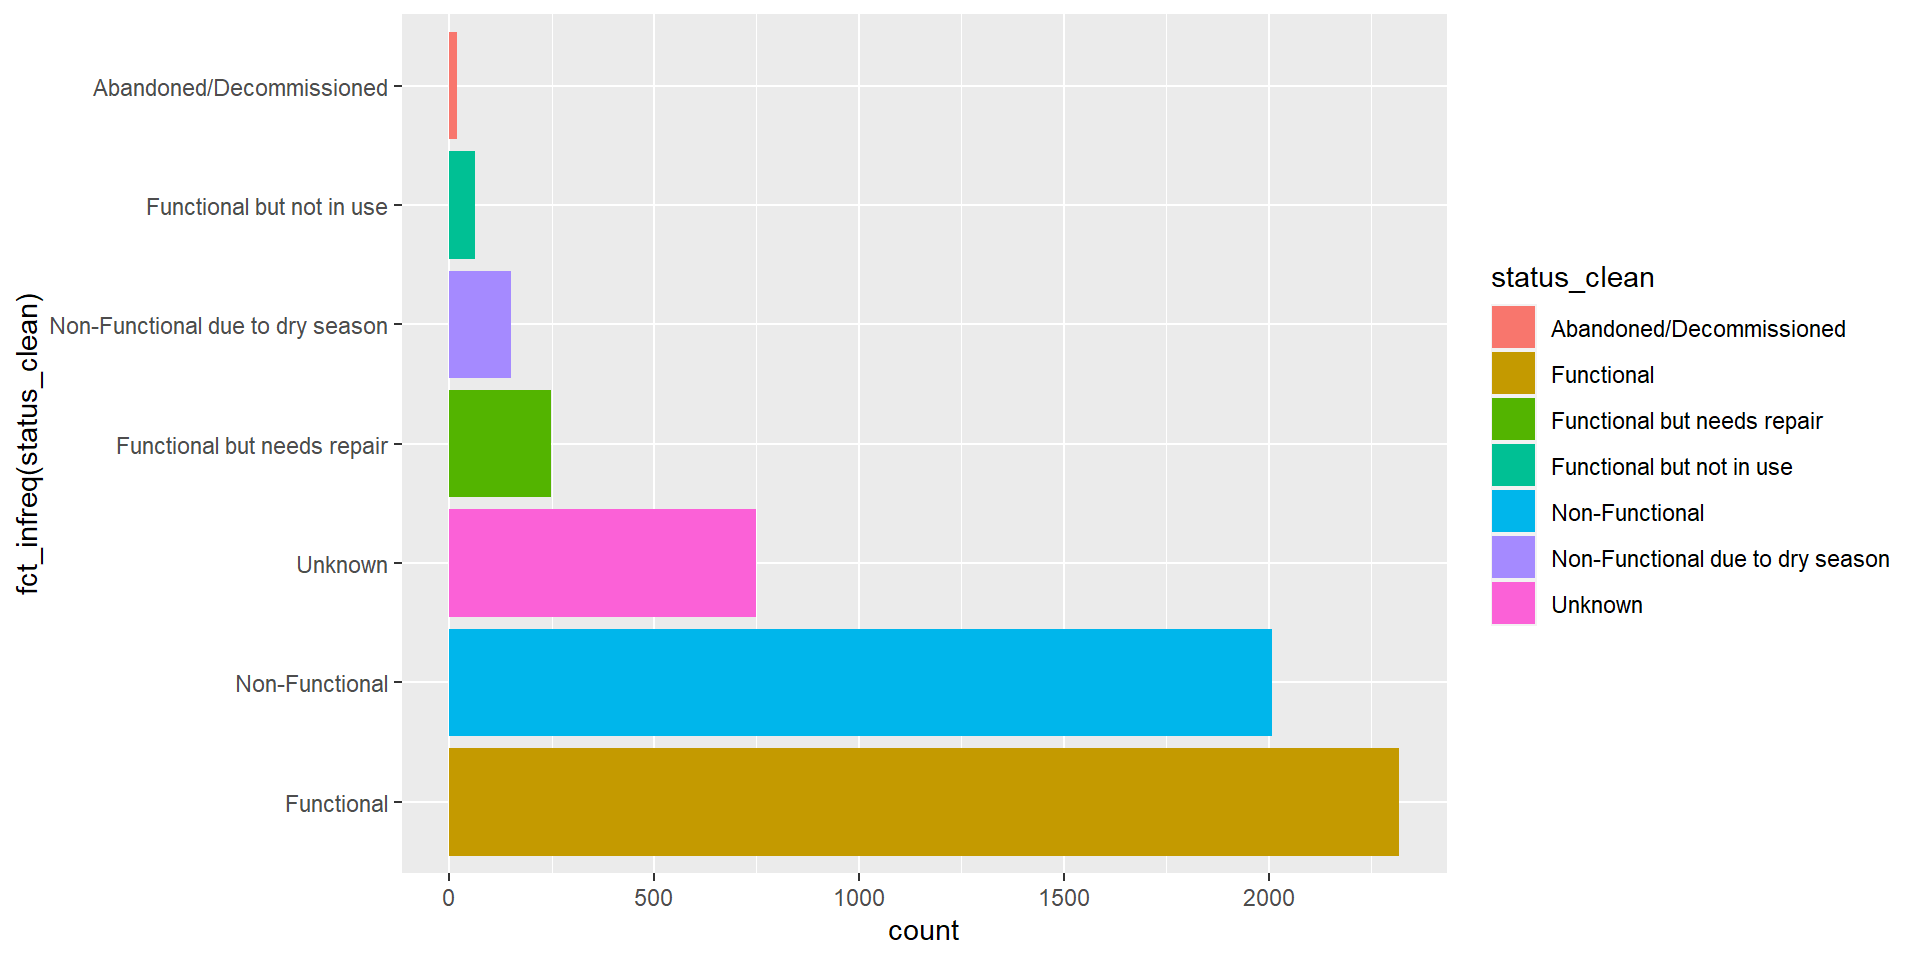 fct_infreq(status_clean)
Abandoned/Decommissioned
Functional but not in use
Non-Functional due to dry season
Functional but needs repair
Unknown
Non-Functional
Functional
0 500 1000 1500 2000
count
status_clean
Abandoned/Decommissioned
Functional
Functional but needs repair
Functional but not in use
Non-Functional
Non-Functional due to dry season
Unknown